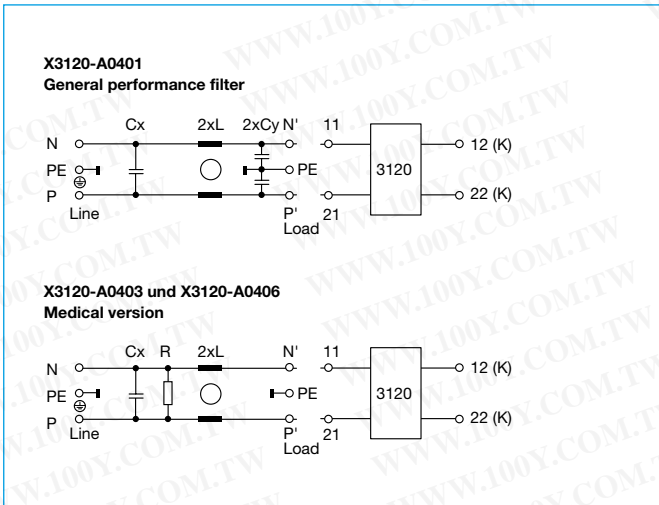 X3120-A0401
General performance filter
Cx 2xL 2xCy N' 11
N 12 (K)
PE PE 3120
P 22 (K)
Line P' 21
Load
X3120-A0403 und X3120-A0406
Medical version
Cx R 2xL N' 11
N 12 (K)
PE PE 3120
P 22 (K)
Line P' 21
Load
WWW.100Y.COM.TW